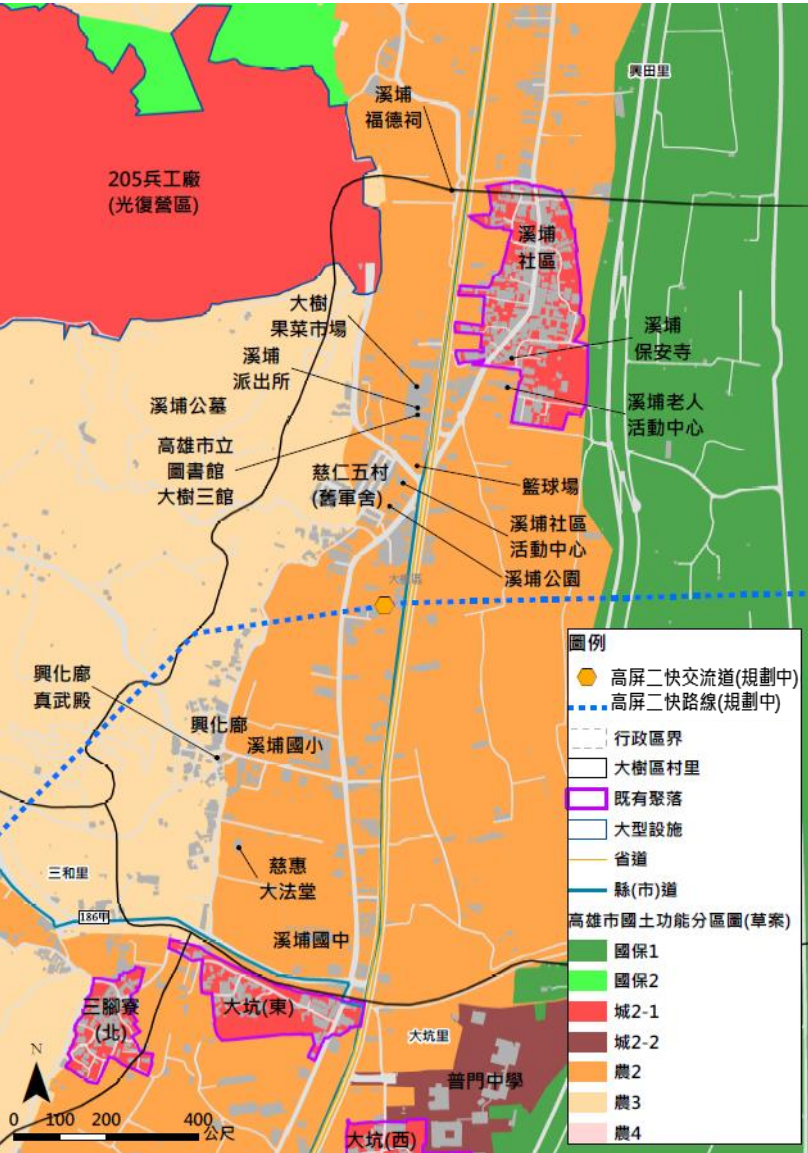 興田里
溪埔
福德祠
205兵工廠
(光復營區)
溪埔
社區
大樹
果菜市場
溪埔
保安寺
溪埔
派出所
溪埔公墓
溪埔老人
活動中心
高雄市立
圖書館
大樹三館
慈仁五村
(舊軍舍)
籃球場
溪埔社區
活動中心
大樹區
溪埔公園
興化廍
真武殿
興化廍
溪埔國小
三和里
慈惠
大法堂
186甲
溪埔國中
三腳寮
(北)
大坑(東)
大坑里
普門中學
大坑(西)
N
0 100 200 400
公尺
圖例
高屏二快交流道(規劃中)
高屏二快路線(規劃中)
行政區界
大樹區村里
既有聚落
大型設施
省道
縣(市)道
高雄市國土功能分區圖(草案)
國保1
國保2
城2-1
城2-2
農2
農3
農4